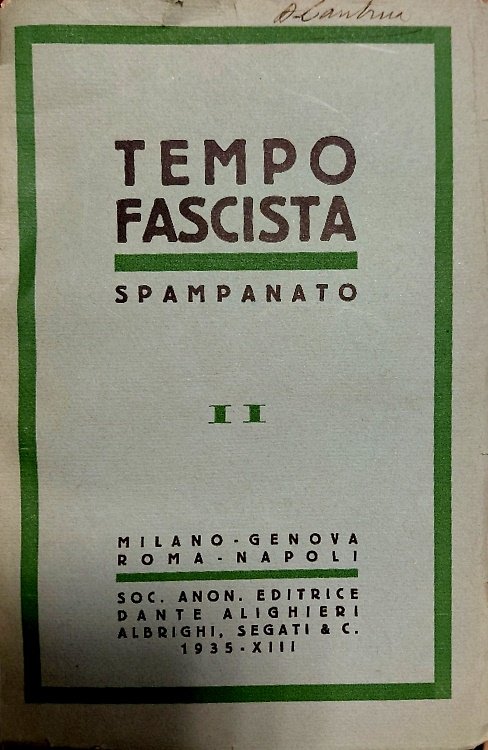 TEMPO
FASCISTA
SPAMPANATO
II
MILANO - GENOVA
ROMA - NAPOLI
SOC. ANON. EDITRICE
DANTE ALIGHIERI
ALBRIGHI, SEGATI & C.
1935-XIII